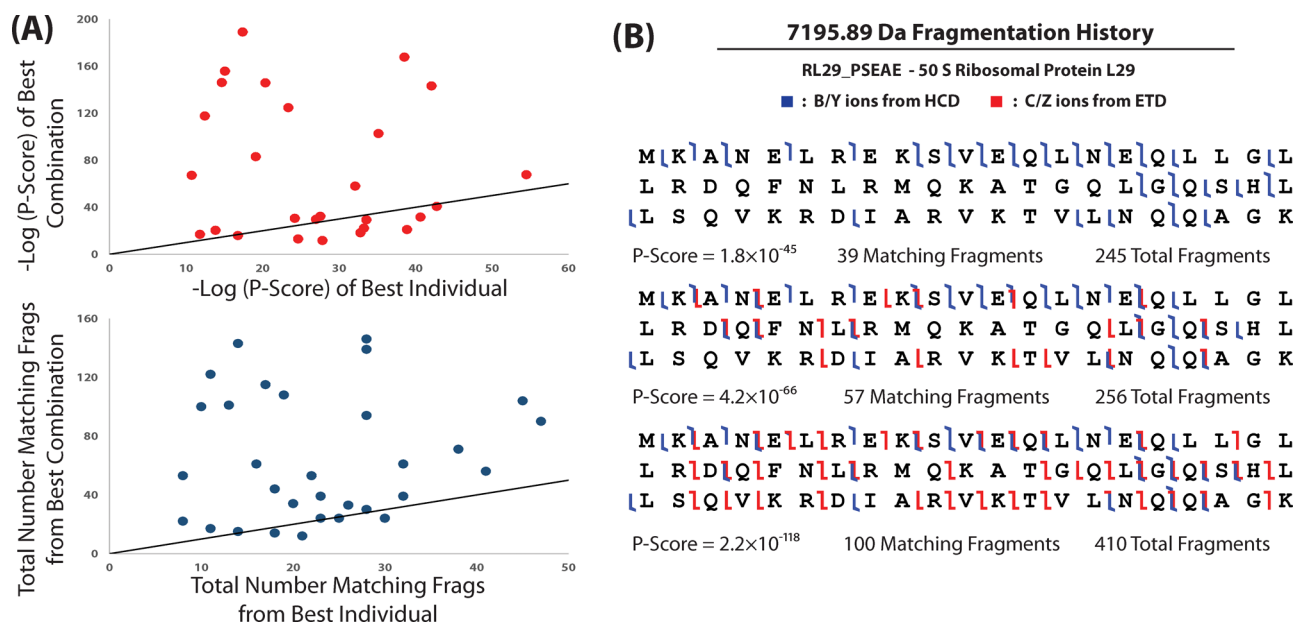 (A)
200
160
120
80
40
0
-Log (P-Score) of Best
Combination
0
10
20
30
40
50
60
-Log (P-Score) of Best Individual
160
120
80
40
0
Total Number Matching Frags
from Best Combination
0
10
20
30
40
50
Total Number Matching Frags
from Best Individual
(B)
7195.89 Da Fragmentation History
RL29_PSEAE - 50 S Ribosomal Protein L29
: B/Y ions from HCD : C/Z ions from ETD
M K A N E L R E K S V E Q L N E Q L L G L
L R D Q F N L R M Q K A T G Q L G Q S H L
L S Q V K R D I A R V K T V L N Q Q A G K
P-Score = 1.8×10-45 39 Matching Fragments 245 Total Fragments
M K A N E L R E K S V E Q L N E Q L L G L
L R D Q F N L R M Q K A T G Q L G Q S H L
L S Q V K R D I A R V K T V L N Q Q A G K
P-Score = 4.2×10-66 57 Matching Fragments 256 Total Fragments
M K A N E L R E K S V E Q L N E Q L L G L
L R D Q F N L R M Q K A T G Q L G Q S H L
L S Q V K R D I A R V K T V L N Q Q A G K
P-Score = 2.2×10-118 100 Matching Fragments 410 Total Fragments